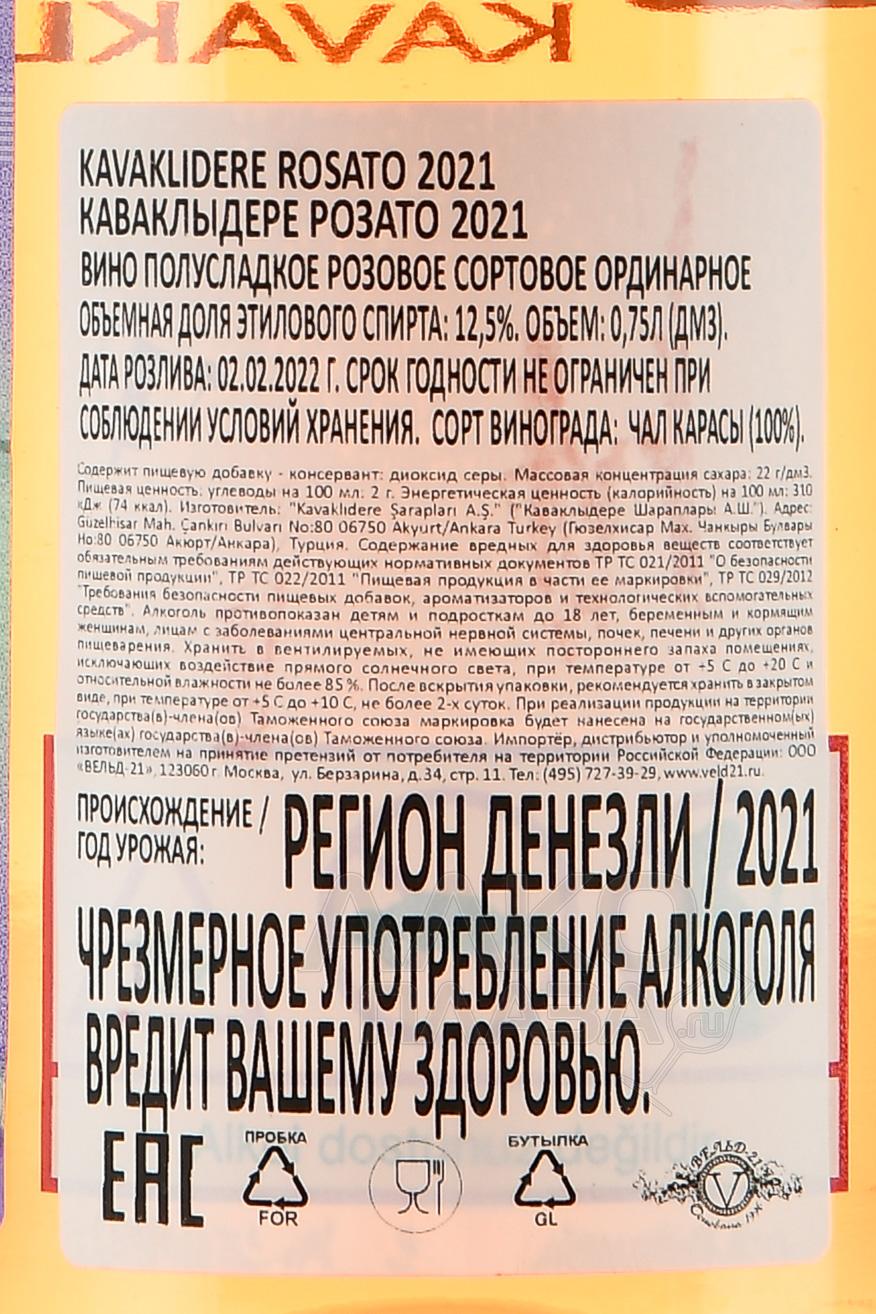 KAVAKL
KAVAKLIDERE ROSATO 2021
КАВАКЛЫДЕРЕ РОЗАТО 2021
ВИНО ПОЛУСЛАДКОЕ РОЗОВОЕ СОРТОВОЕ ОРДИНАРНОЕ
ОБЪЕМНАЯ ДОЛЯ ЭТИЛОВОГО СПИРТА: 12,5%. ОБЪЕМ: 0,75Л (ДМ3).
ДАТА РОЗЛИВА: 02.02.2022 Г. СРОК ГОДНОСТИ НЕ ОГРАНИЧЕН ПРИ
СОБЛЮДЕНИИ УСЛОВИЙ ХРАНЕНИЯ. СОРТ ВИНОГРАДА: ЧАЛ КАРАСЫ (100%).
Содержит пищевую добавку - консервант: диоксид серы. Массовая концентрация сахара: 22 г/дм3.
Пищевая ценность: углеводы на 100 мл: 2 г. Энергетическая ценность (калорийность) на 100 мл: 310
кДж (74 ккал). Изготовитель: "Kavaklıdere Şarapları A.Ş." ("Каваклыдере Шараплары А.Ш."). Адрес:
Güzelhisar Mah. Çankırı Bulvarı No:80 06750 Akyurt/Ankara Turkey (Гюзелхисар Мах. Чанкыры Булвары
Но:80 06750 Акюрт/Анкара), Турция. Содержание вредных для здоровья веществ соответствует
обязательным требованиям действующих нормативных документов ТР ТС 021/2011 "О безопасности
пищевой продукции", ТР ТС 022/2011 "Пищевая продукция в части ее маркировки", ТР ТС 029/2012
"Требования безопасности пищевых добавок, ароматизаторов и технологических вспомогательных
средств". Алкоголь противопоказан детям и подросткам до 18 лет, беременным и кормящим
женщинам, лицам с заболеваниями центральной нервной системы, почек, печени и других органов
пищеварения. Хранить в вентилируемых, не имеющих постороннего запаха помещениях,
исключающих воздействие прямого солнечного света, при температуре от +5 С до +20 С и
относительной влажности не более 85 %. После вскрытия упаковки, рекомендуется хранить в закрытом
виде, при температуре от +5 С до +10 С, не более 2-х суток. При реализации продукции на территории
государства(в)-члена(ов) Таможенного союза маркировка будет нанесена на государственном(ых)
языке(ах) государства(в)-члена(ов) Таможенного союза. Импортёр, дистрибьютор и уполномоченный
изготовителем на принятие претензий от потребителя на территории Российской Федерации: ООО
«ВЕЛЬД-21», 123060 г. Москва, ул. Берзарина, д.34, стр. 11. Тел: (495) 727-39-29, www.veld21.ru.
ПРОИСХОЖДЕНИЕ /
ГОД УРОЖАЯ:
РЕГИОН ДЕНЕЗЛИ / 2021
ЧРЕЗМЕРНОЕ УПОТРЕБЛЕНИЕ АЛКОГОЛЯ
ВРЕДИТ ВАШЕМУ ЗДОРОВЬЮ.
Alkol dostunuz değildir
EAC
ПРОБКА
FOR
БУТЫЛКА
GL
ВЕЛЬД-21
V